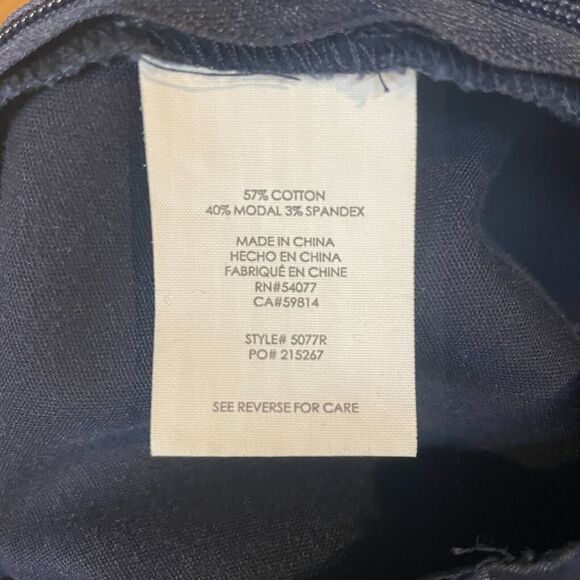 57% COTTON
40% MODAL 3% SPANDEX
MADE IN CHINA
HECHO EN CHINA
FABRIQUÉ EN CHINE
RN#54077
CA#59814
STYLE# 5077R
PO# 215267
SEE REVERSE FOR CARE